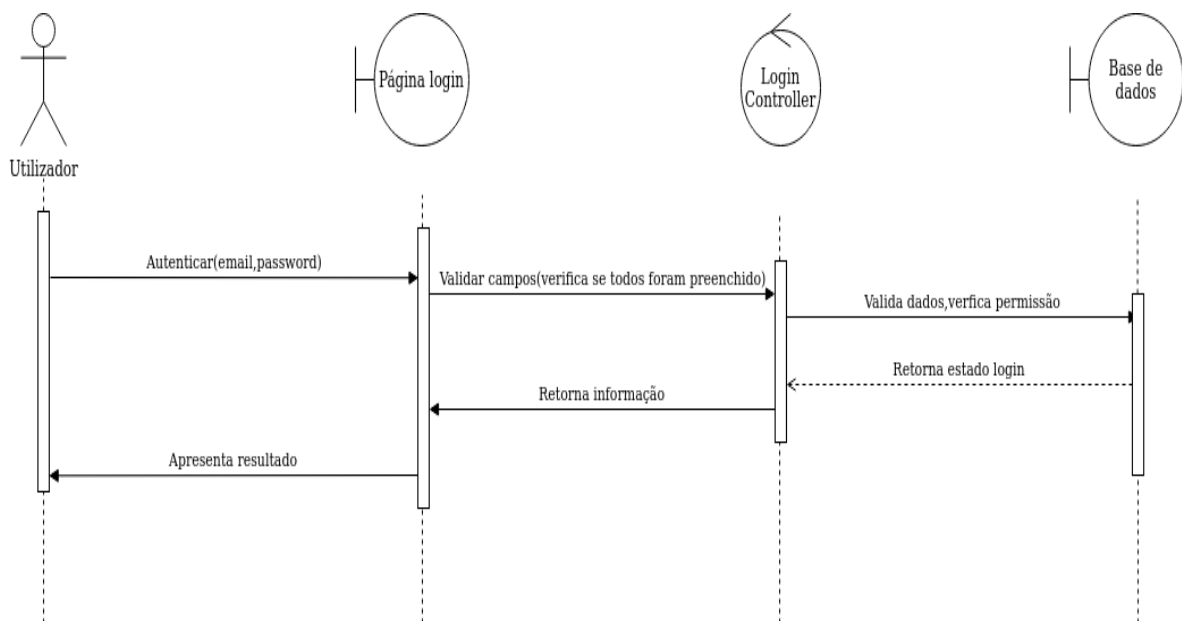 Página login
Login
Controller
Base de
dados
Utilizador
Autenticar(email,password)
Validar campos(verifica se todos foram preenchido)
Valida dados,verfica permissão
Retorna estado login
Retorna informação
Apresenta resultado